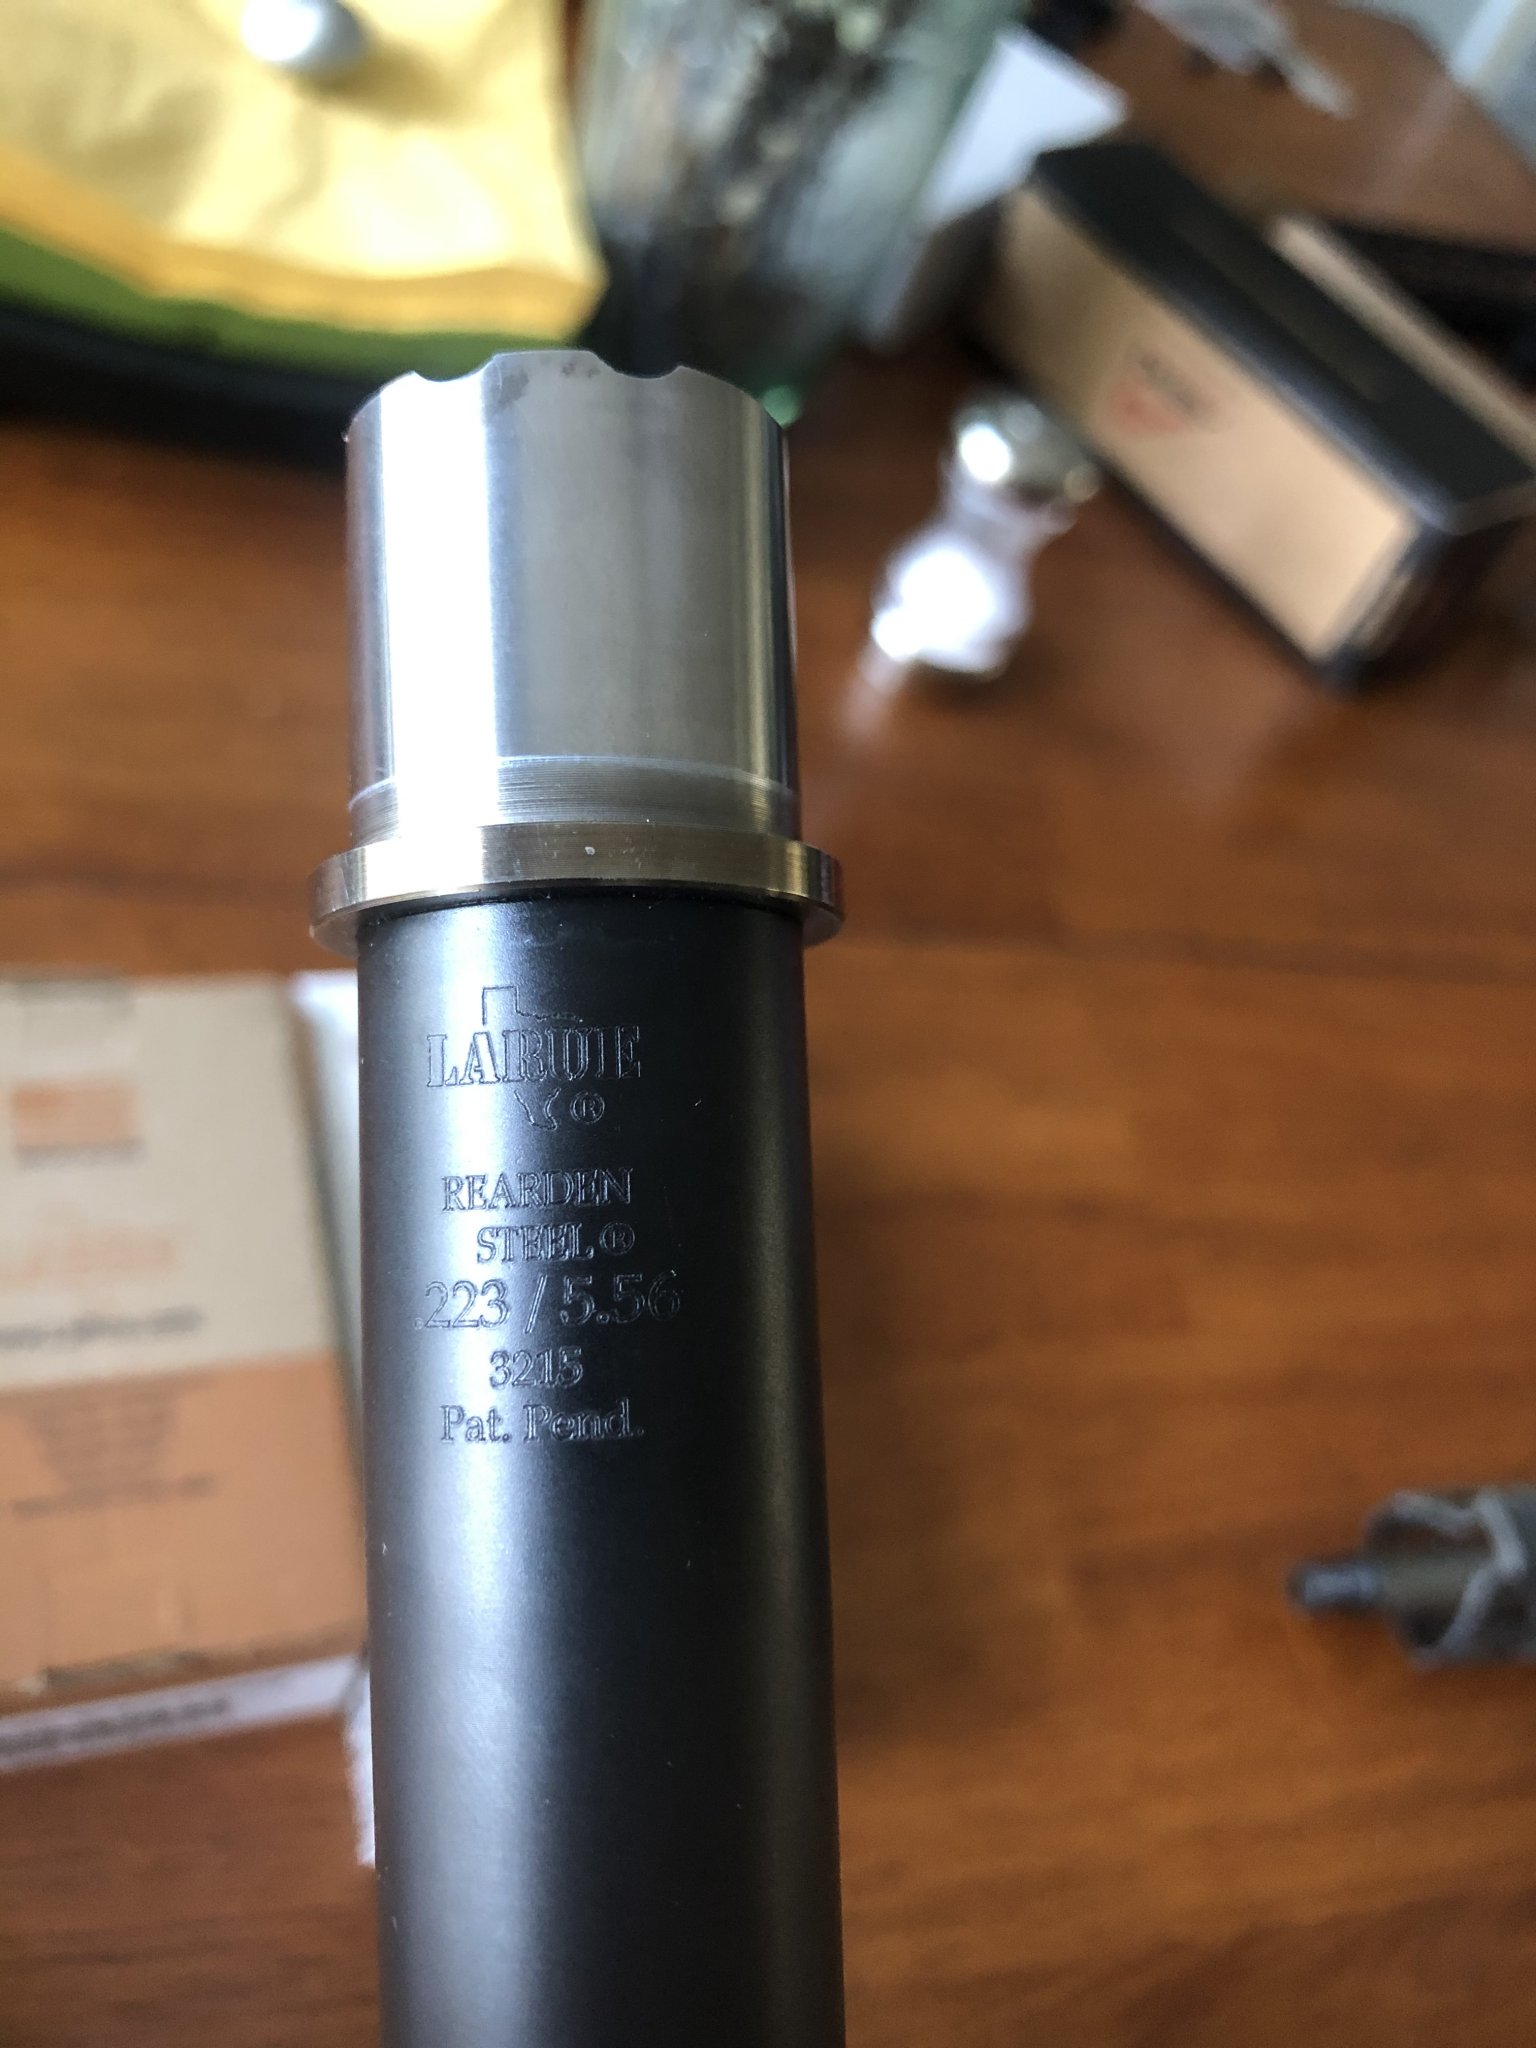 LARUE
®
REARDEN
STEEL®
.223 / 5.56
3215
Pat. Pend.